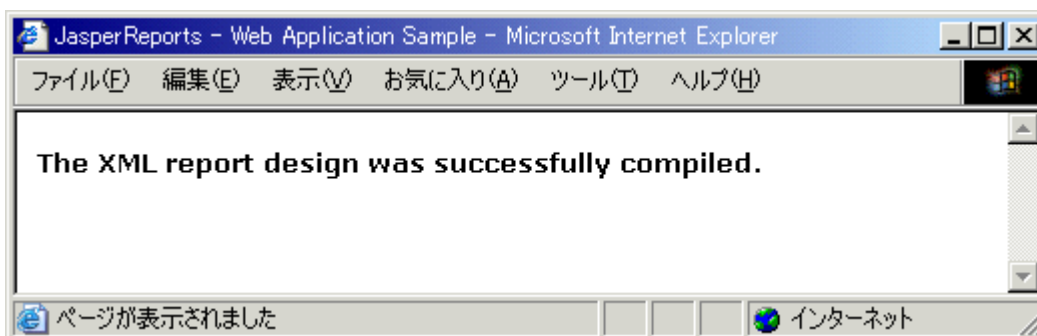 JasperReports - Web Application Sample - Microsoft Internet Explorer
ファイル(F) 編集(E) 表示(V) お気に入り(A) ツール(T) ヘルプ(H)
The XML report design was successfully compiled.
ページが表示されました インターネット